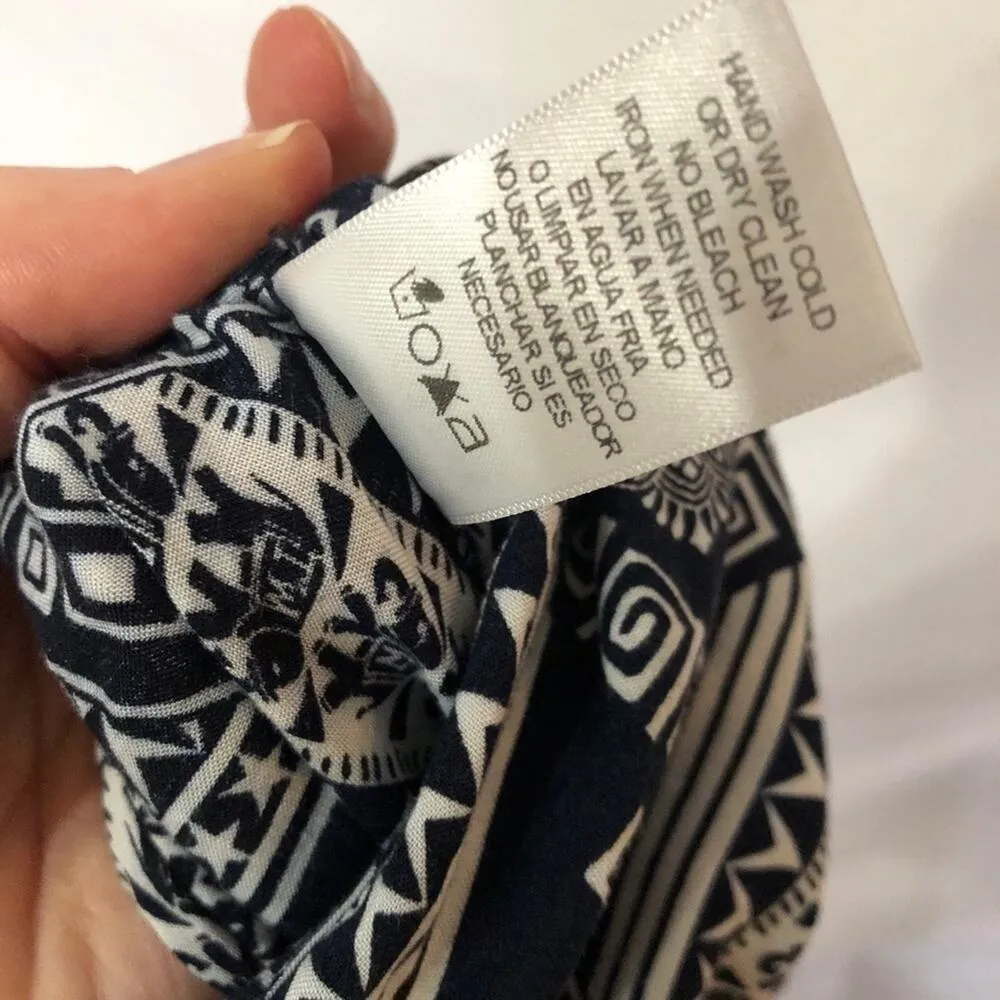 HAND WASH COLD
OR DRY CLEAN
NO BLEACH
IRON WHEN NEEDED
LAVAR A MANO
EN AGUA FRIA
O LIMPIAR EN SECO
NO USAR BLANQUEADOR
PLANCHAR SI ES
NECESARIO